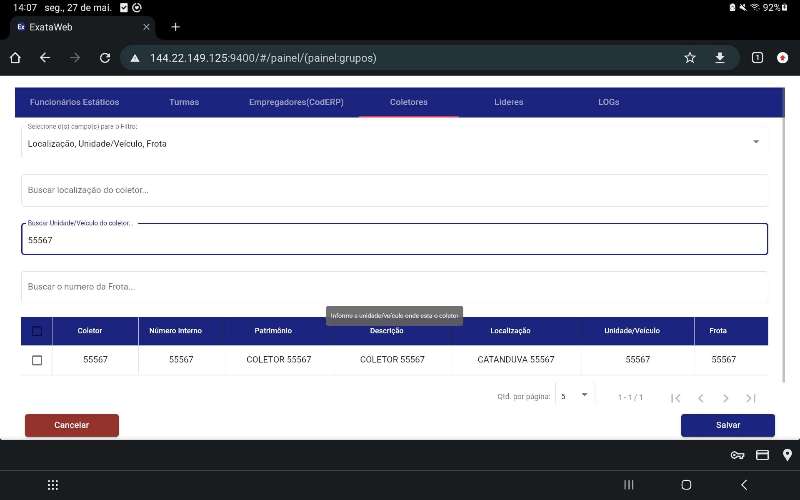 14:07 seg., 27 de mai.
92%
Ex ExataWeb
144.22.149.125:9400/#/painel/(painel:grupos)
1
Funcionários Estáticos Turmas Empregadores(CodERP) Coletores Lideres LOGs
Selecione o(s) campo(s) para o Filtro:
Localização, Unidade/Veículo, Frota
Buscar localização do coletor...
Buscar Unidade/Veículo do coletor...
55567
Buscar o numero da Frota...
Informe a unidade/veículo onde esta o coletor
Coletor Número Interno Patrimônio Descrição Localização Unidade/Veículo Frota
55567 55567 COLETOR 55567 COLETOR 55567 CATANDUVA 55567 55567 55567
Qtd. por página: 5 1 - 1 / 1
Cancelar Salvar